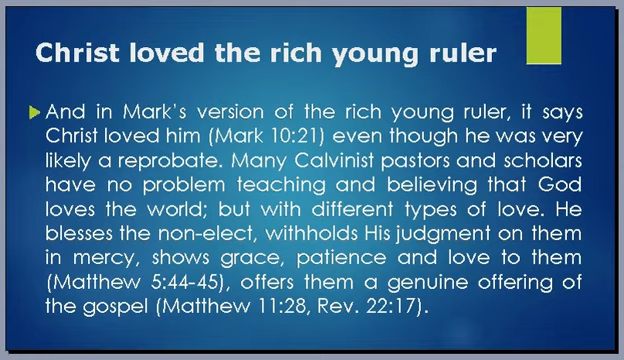 Christ loved the rich young ruler
And in Mark's version of the rich young ruler, it says
Christ loved him (Mark 10:21) even though he was very
likely a reprobate. Many Calvinist pastors and scholars
have no problem teaching and believing that God
loves the world; but with different types of love. He
blesses the non-elect, withholds His judgment on them
in mercy, shows grace, patience and love to them
(Matthew 5:44-45), offers them a genuine offering of
the gospel (Matthew 11:28, Rev. 22:17).